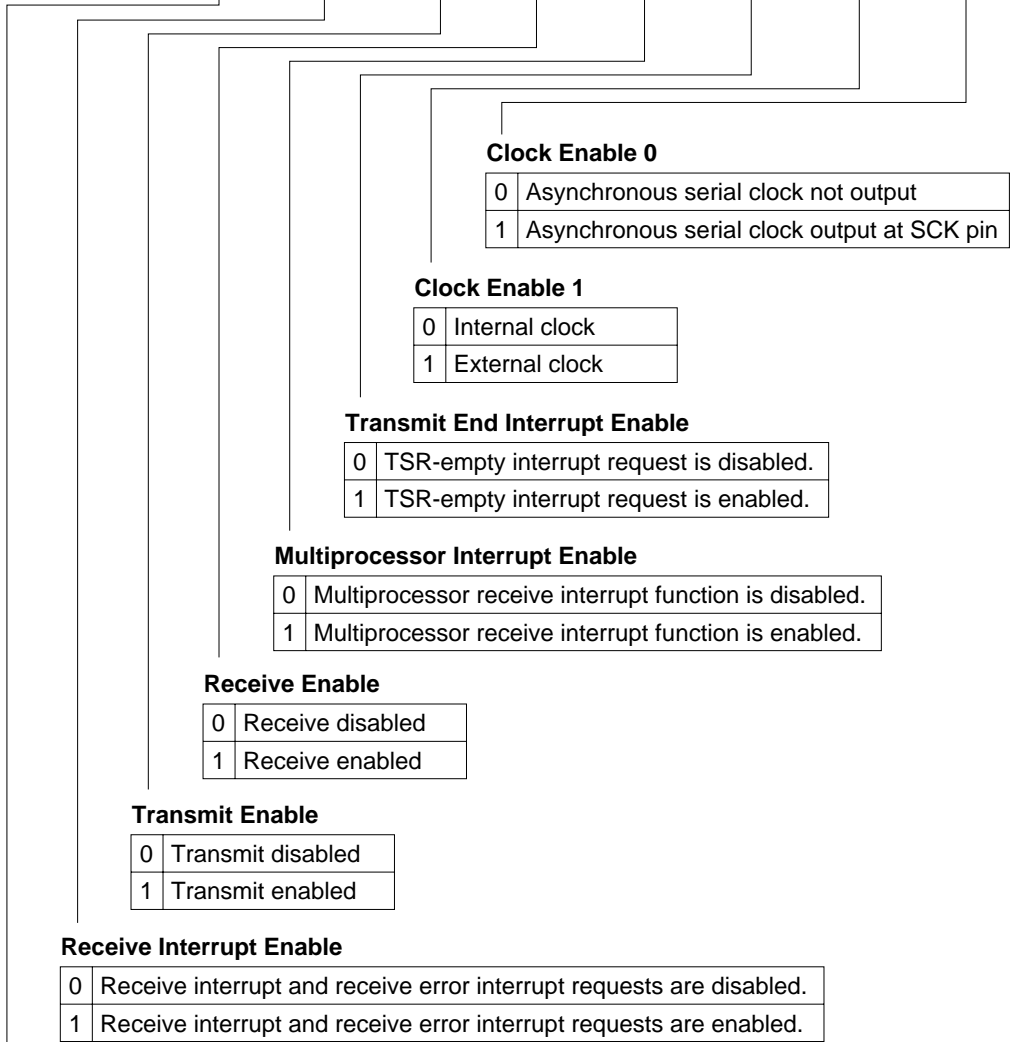 Clock Enable 0
0 Asynchronous serial clock not output
1 Asynchronous serial clock output at SCK pin
Clock Enable 1
0 Internal clock
1 External clock
Transmit End Interrupt Enable
0 TSR-empty interrupt request is disabled.
1 TSR-empty interrupt request is enabled.
Multiprocessor Interrupt Enable
0 Multiprocessor receive interrupt function is disabled.
1 Multiprocessor receive interrupt function is enabled.
Receive Enable
0 Receive disabled
1 Receive enabled
Transmit Enable
0 Transmit disabled
1 Transmit enabled
Receive Interrupt Enable
0 Receive interrupt and receive error interrupt requests are disabled.
1 Receive interrupt and receive error interrupt requests are enabled.